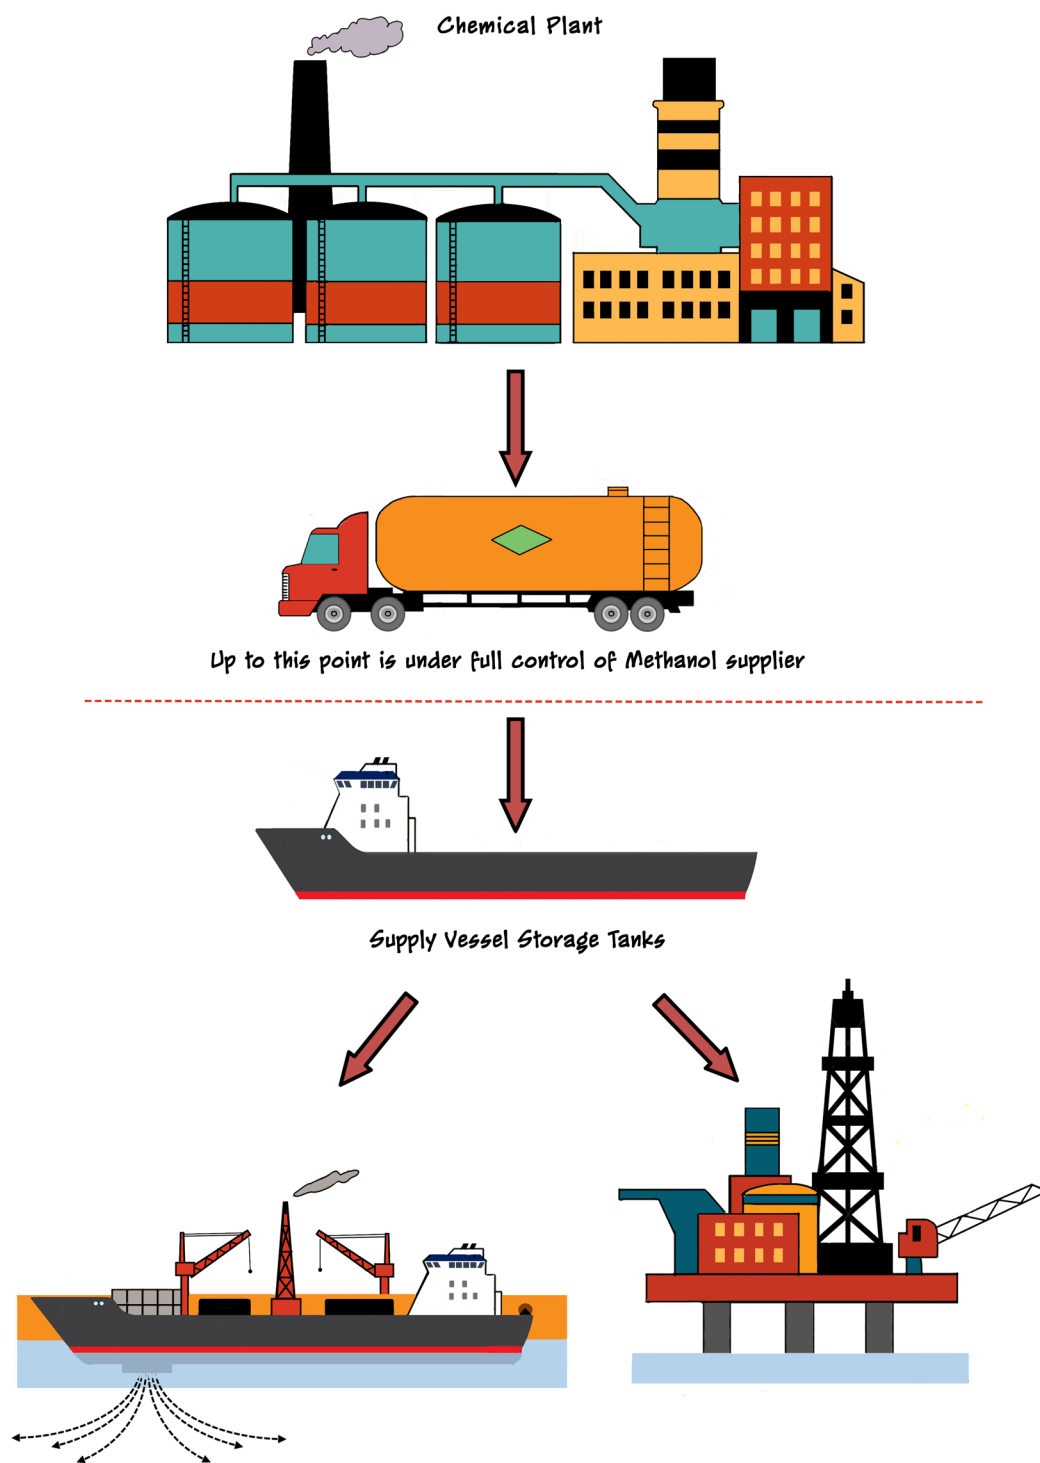 Chemical Plant
Up to this point is under full control of Methanol supplier
Supply Vessel Storage Tanks